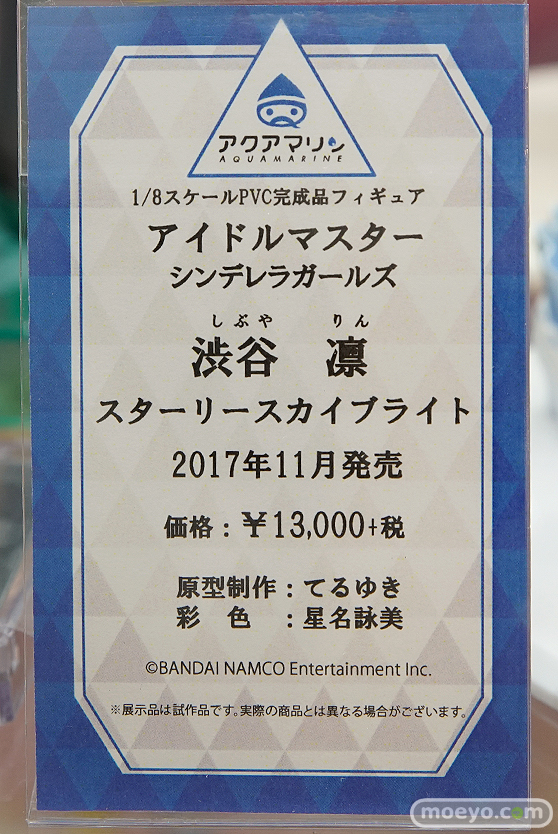 アクアマリン
AQUAMARINE
1/8スケールPVC完成品フィギュア
アイドルマスター
シンデレラガールズ
しぶや りん
渋谷 凛
スターリースカイブライト
2017年11月発売
価格：￥13,000+税
原型制作：てるゆき
彩色：星名詠美
©BANDAI NAMCO Entertainment Inc.
※展示品は試作品です。実際の商品とは異なる場合がございます。
moeyo.com